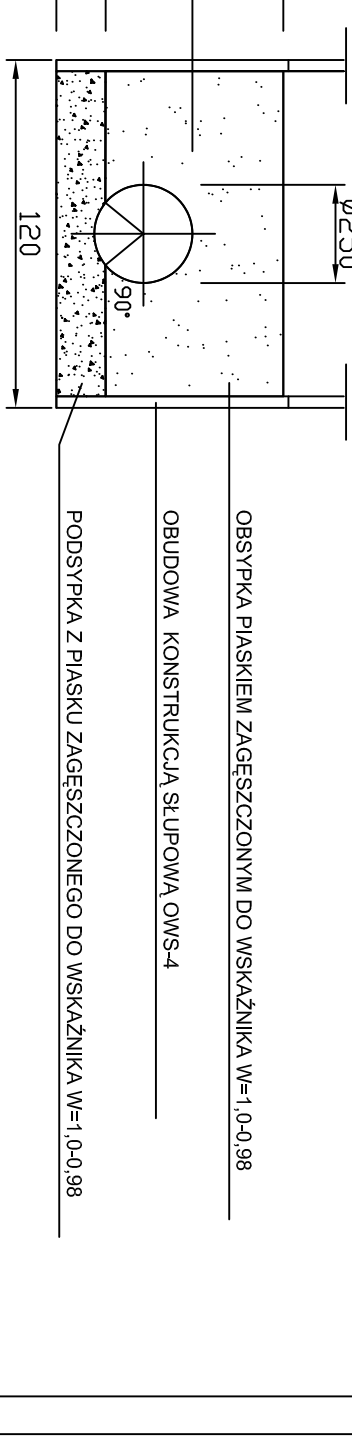 ø250
90°
120
OBSYPKA PIASKIEM ZAGĘSZCZONYM DO WSKAŹNIKA W=1,0-0,98
OBUDOWA KONSTRUKCJĄ SŁUPOWĄ OWS-4
PODSYPKA Z PIASKU ZAGĘSZCZONEGO DO WSKAŹNIKA W=1,0-0,98